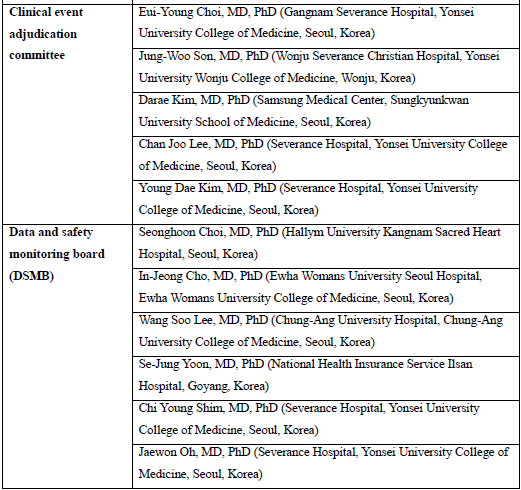 Clinical event
adjudication
committee
Eui-Young Choi, MD, PhD (Gangnam Severance Hospital, Yonsei
University College of Medicine, Seoul, Korea)
Jung-Woo Son, MD, PhD (Wonju Severance Christian Hospital, Yonsei
University Wonju College of Medicine, Wonju, Korea)
Darae Kim, MD, PhD (Samsung Medical Center, Sungkyunkwan
University School of Medicine, Seoul, Korea)
Chan Joo Lee, MD, PhD (Severance Hospital, Yonsei University College
of Medicine, Seoul, Korea)
Young Dae Kim, MD, PhD (Severance Hospital, Yonsei University
College of Medicine, Seoul, Korea)
Data and safety
monitoring board
(DSMB)
Seonghoon Choi, MD, PhD (Hallym University Kangnam Sacred Heart
Hospital, Seoul, Korea)
In-Jeong Cho, MD, PhD (Ewha Womans University Seoul Hospital,
Ewha Womans University College of Medicine, Seoul, Korea)
Wang Soo Lee, MD, PhD (Chung-Ang University Hospital, Chung-Ang
University College of Medicine, Seoul, Korea)
Se-Jung Yoon, MD, PhD (National Health Insurance Service Ilsan
Hospital, Goyang, Korea)
Chi Young Shim, MD, PhD (Severance Hospital, Yonsei University
College of Medicine, Seoul, Korea)
Jaewon Oh, MD, PhD (Severance Hospital, Yonsei University College of
Medicine, Seoul, Korea)